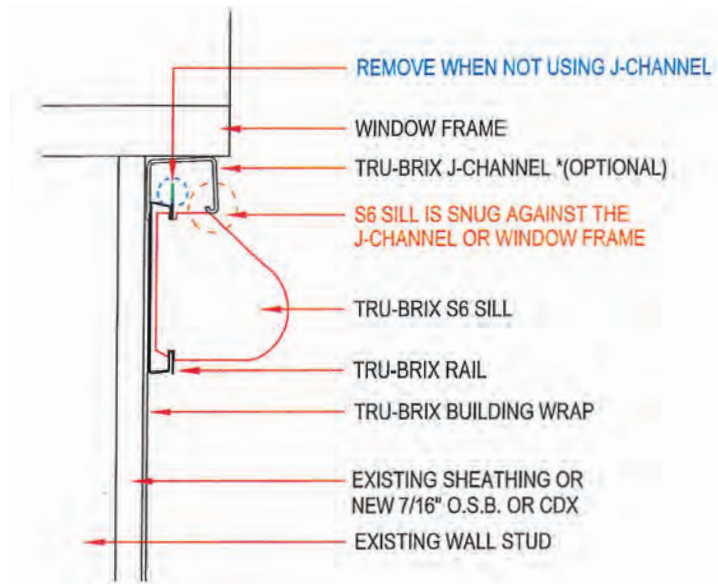 REMOVE WHEN NOT USING J-CHANNEL
WINDOW FRAME
TRU-BRIX J-CHANNEL *(OPTIONAL)
S6 SILL IS SNUG AGAINST THE
J-CHANNEL OR WINDOW FRAME
TRU-BRIX S6 SILL
TRU-BRIX RAIL
TRU-BRIX BUILDING WRAP
EXISTING SHEATHING OR
NEW 7/16" O.S.B. OR CDX
EXISTING WALL STUD